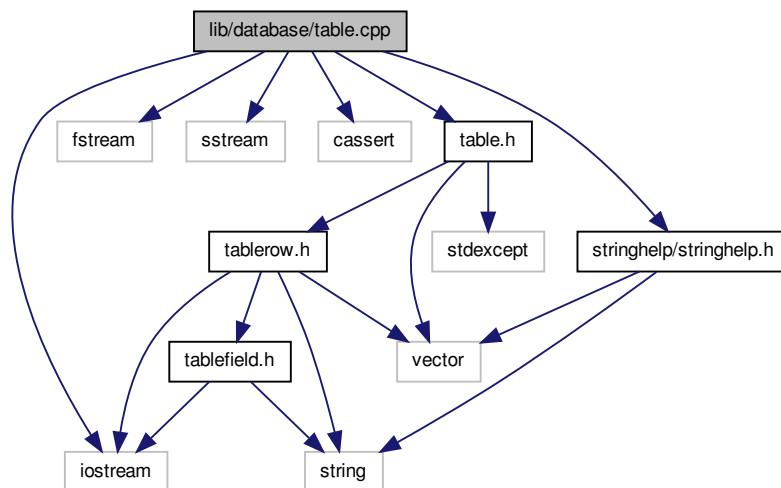 lib/database/table.cpp
fstream
sstream
cassert
table.h
tablerow.h
stdexcept
stringhelp/stringhelp.h
tablefield.h
vector
iostream
string